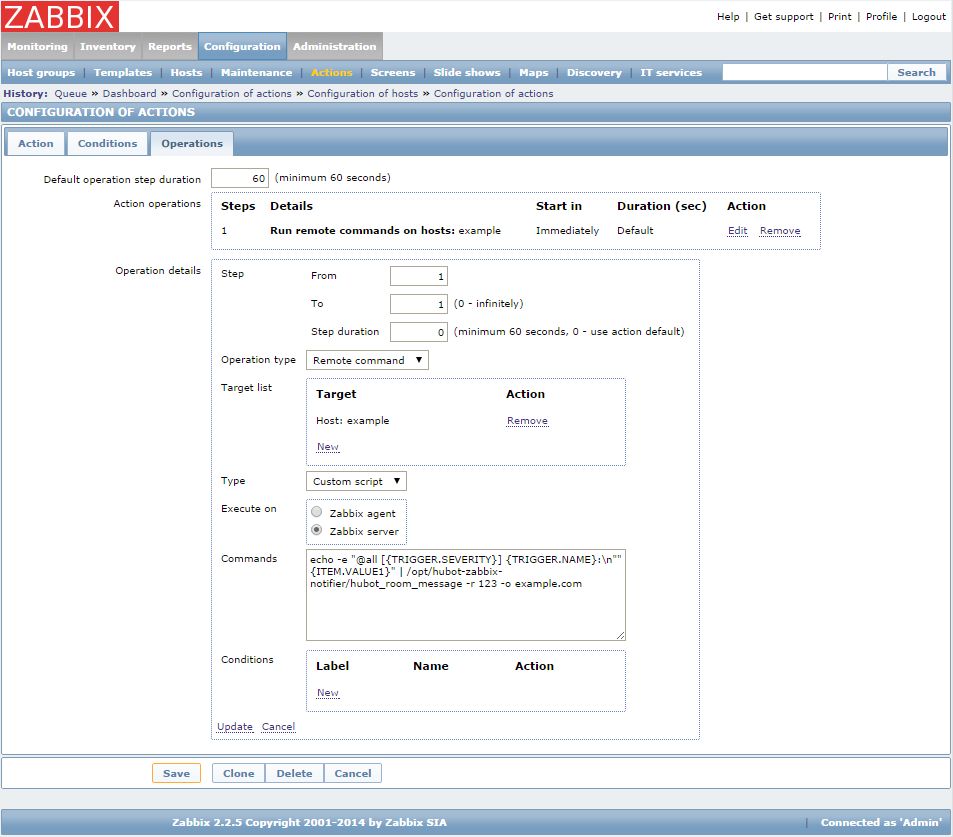 ZABBIX
Help | Get support | Print | Profile | Logout
Monitoring Inventory Reports Configuration Administration
Host groups | Templates | Hosts | Maintenance | Actions | Screens | Slide shows | Maps | Discovery | IT services Search
History: Queue » Dashboard » Configuration of actions » Configuration of hosts » Configuration of actions
CONFIGURATION OF ACTIONS
Action Conditions Operations
Default operation step duration 60 (minimum 60 seconds)
Action operations Steps Details Start in Duration (sec) Action
1 Run remote commands on hosts: example Immediately Default Edit Remove
Operation details Step From 1
To 1 (0 - infinitely)
Step duration 0 (minimum 60 seconds, 0 - use action default)
Operation type Remote command
Target list Target Action
Host: example Remove
New
Type Custom script
Execute on Zabbix agent
Zabbix server
Commands echo -e "@all [{TRIGGER.SEVERITY}] {TRIGGER.NAME}:\n""
{ITEM.VALUE1}" | /opt/hubot-zabbix-
notifier/hubot_room_message -r 123 -o example.com
Conditions Label Name Action
New
Update Cancel
Save Clone Delete Cancel
Zabbix 2.2.5 Copyright 2001-2014 by Zabbix SIA | Connected as 'Admin'